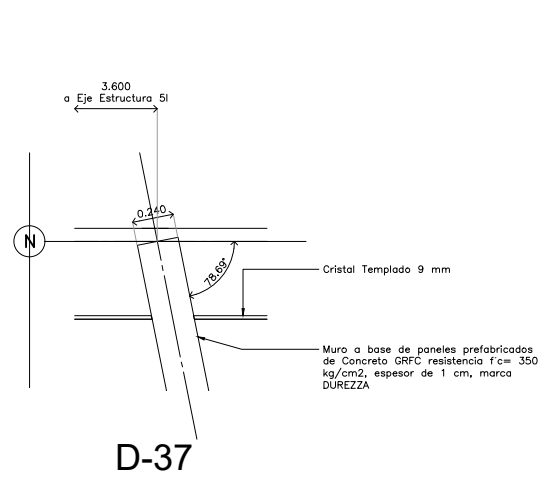 3.600
a Eje Estructura 5I
0.240
N
78.69°
Cristal Templado 9 mm
Muro a base de paneles prefabricados
de Concreto GRFC resistencia f'c= 350
kg/cm2, espesor de 1 cm, marca
DUREZZA
D-37